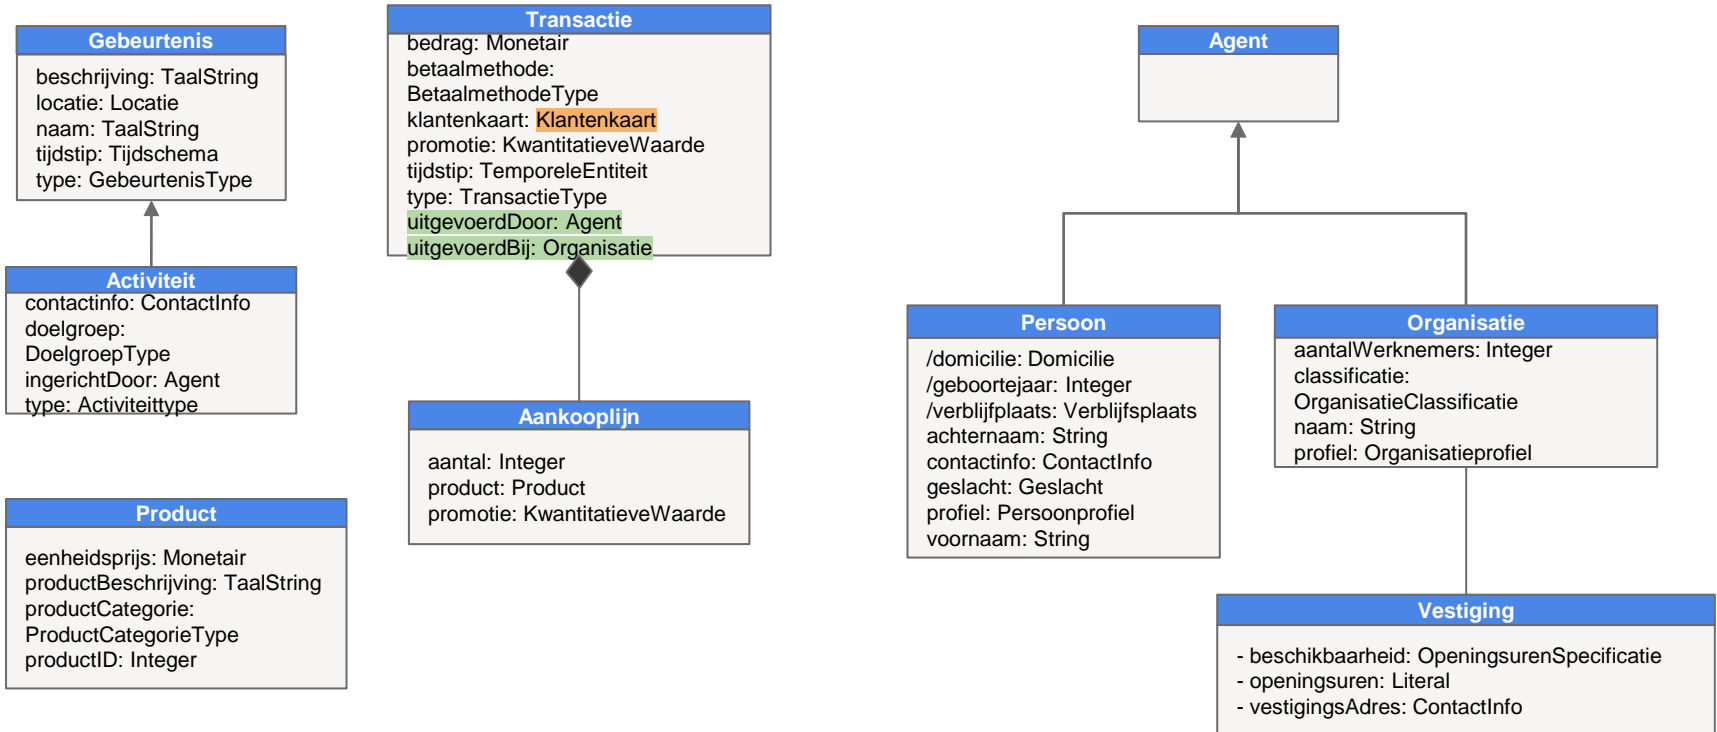 Gebeurtenis
beschrijving: TaalString
locatie: Locatie
naam: TaalString
tijdstip: Tijdschema
type: GebeurtenisType
Activiteit
contactinfo: ContactInfo
doelgroep:
DoelgroepType
ingerichtDoor: Agent
type: Activiteittype
Product
eenheidsprijs: Monetair
productBeschrijving: TaalString
productCategorie:
ProductCategorieType
productID: Integer
Transactie
bedrag: Monetair
betaalmethode:
BetaalmethodeType
klantenkaart: Klantenkaart
promotie: KwantitatieveWaarde
tijdstip: TemporeleEntiteit
type: TransactieType
uitgevoerdDoor: Agent
uitgevoerdBij: Organisatie
Aankooplijn
aantal: Integer
product: Product
promotie: KwantitatieveWaarde
Agent
Persoon
/domicilie: Domicilie
/geboortejaar: Integer
/verblijfplaats: Verblijfsplaats
achternaam: String
contactinfo: ContactInfo
geslacht: Geslacht
profiel: Persoonprofiel
voornaam: String
Organisatie
aantalWerknemers: Integer
classificatie:
OrganisatieClassificatie
naam: String
profiel: Organisatieprofiel
Vestiging
- beschikbaarheid: OpeningsurenSpecificatie
- openingsuren: Literal
- vestigingsAdres: ContactInfo